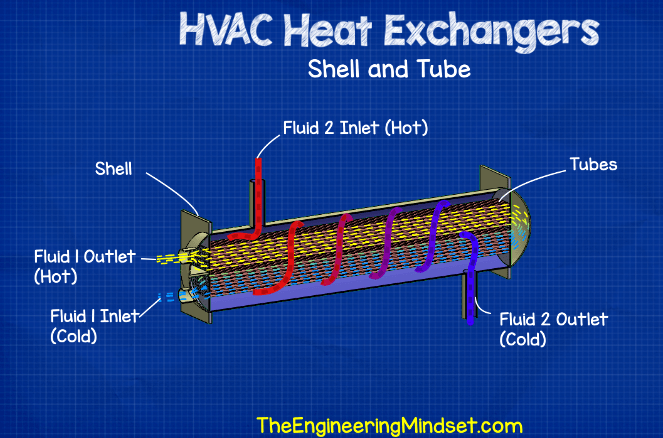 HVAC Heat Exchangers
Shell and Tube
Fluid 2 Inlet (Hot)
Shell
Tubes
Fluid 1 Outlet
(Hot)
Fluid 1 Inlet
(Cold)
Fluid 2 Outlet
(Cold)
TheEngineeringMindset.com